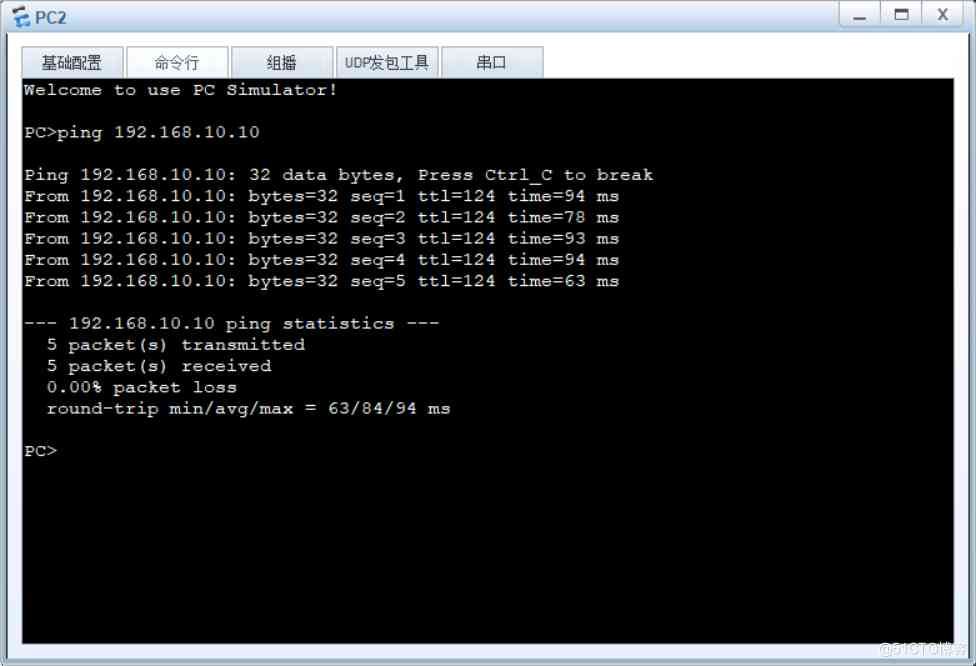 PC2
基础配置 命令行 组播 UDP发包工具 串口
Welcome to use PC Simulator!
PC>ping 192.168.10.10
Ping 192.168.10.10: 32 data bytes, Press Ctrl_C to break
From 192.168.10.10: bytes=32 seq=1 ttl=124 time=94 ms
From 192.168.10.10: bytes=32 seq=2 ttl=124 time=78 ms
From 192.168.10.10: bytes=32 seq=3 ttl=124 time=93 ms
From 192.168.10.10: bytes=32 seq=4 ttl=124 time=94 ms
From 192.168.10.10: bytes=32 seq=5 ttl=124 time=63 ms
--- 192.168.10.10 ping statistics ---
5 packet(s) transmitted
5 packet(s) received
0.00% packet loss
round-trip min/avg/max = 63/84/94 ms
PC>
@51CTO博客